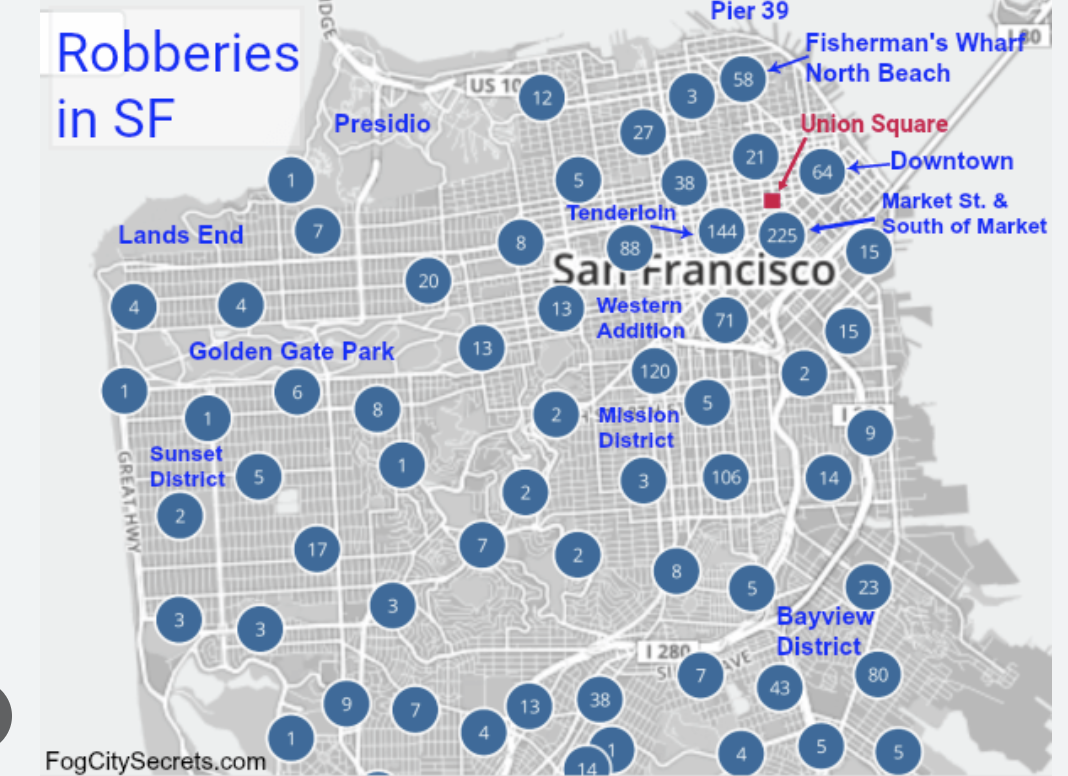 Pier 39
Robberies
in SF
Fisherman's Wharf
North Beach
US 10
I 80
12
3
58
27
Presidio
Union Square
21
64
Downtown
1
5
38
Tenderloin
Market St. &
South of Market
7
Lands End
8
88
144
225
15
San Francisco
20
4
4
13
Western
Addition
71
15
13
Golden Gate Park
120
2
1
6
1
8
2
5
Mission
District
9
Sunset
District
5
1
2
3
106
14
GREAT HWY
2
17
7
2
8
5
23
3
3
3
Bayview
District
I 280
7
43
80
9
7
13
38
1
4
1
14
4
5
5
FogCitySecrets.com